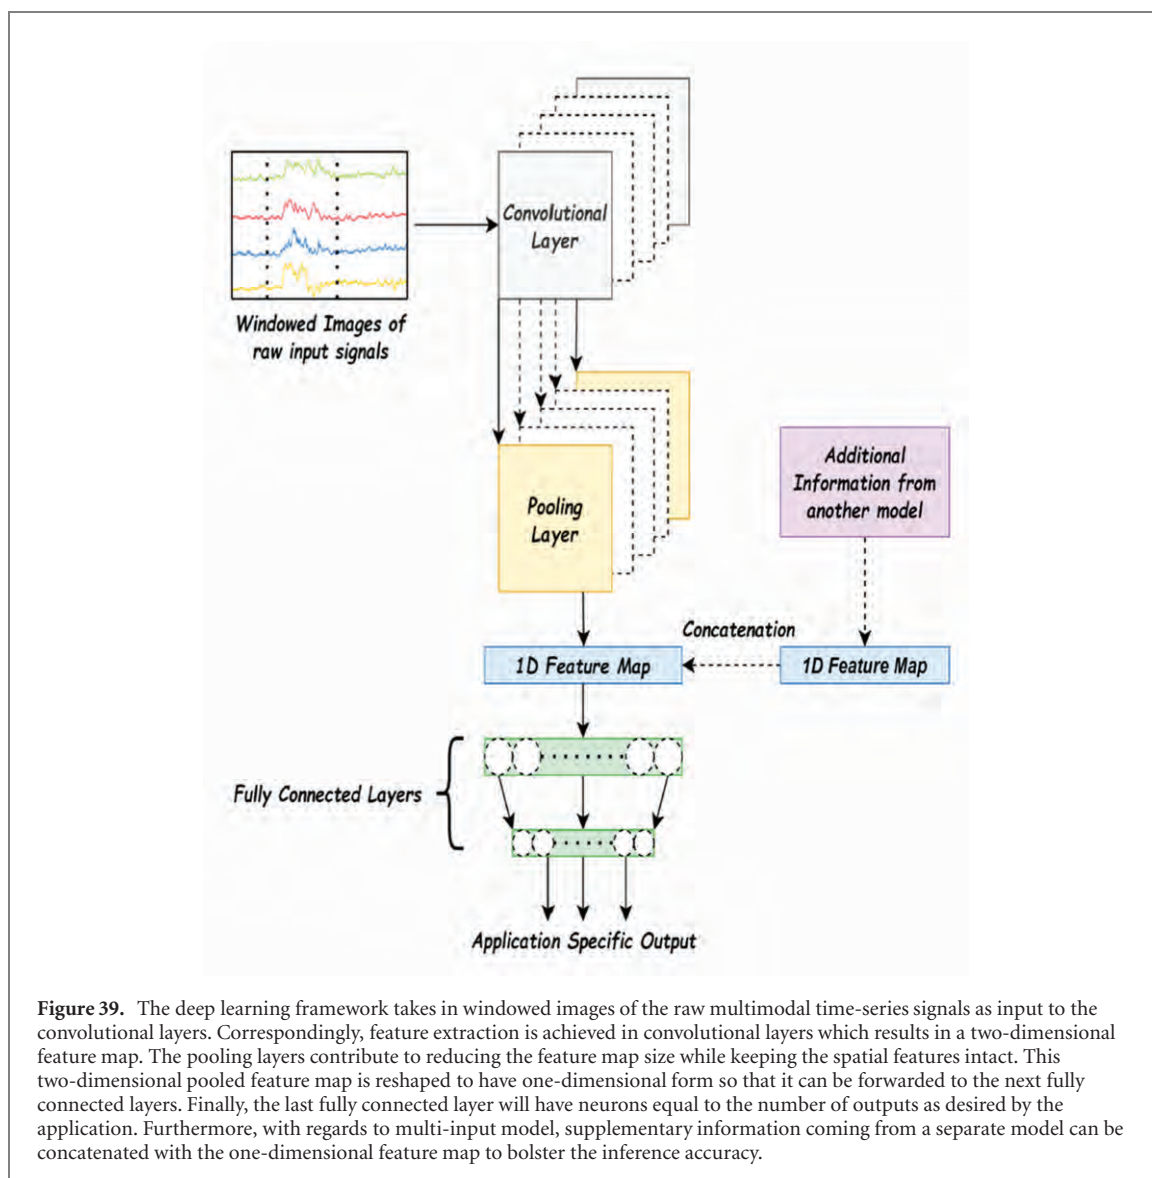 Convolutional
Layer
Windowed Images of
raw input signals
Pooling
Layer
Additional
Information from
another model
Concatenation
1D Feature Map
1D Feature Map
Fully Connected Layers
Application Specific Output
Figure 39. The deep learning framework takes in windowed images of the raw multimodal time-series signals as input to the
convolutional layers. Correspondingly, feature extraction is achieved in convolutional layers which results in a two-dimensional
feature map. The pooling layers contribute to reducing the feature map size while keeping the spatial features intact. This
two-dimensional pooled feature map is reshaped to have one-dimensional form so that it can be forwarded to the next fully
connected layers. Finally, the last fully connected layer will have neurons equal to the number of outputs as desired by the
application. Furthermore, with regards to multi-input model, supplementary information coming from a separate model can be
concatenated with the one-dimensional feature map to bolster the inference accuracy.